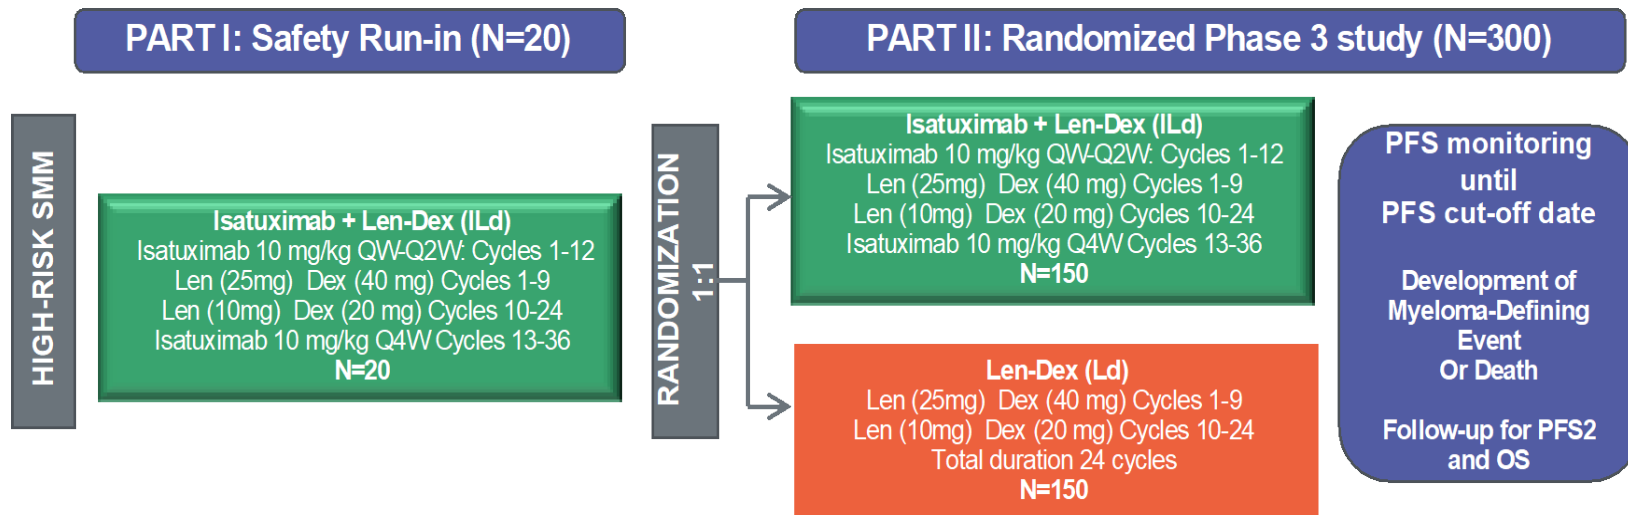 PART I: Safety Run-in (N=20)
HIGH-RISK SMM
Isatuximab + Len-Dex (ILd)
Isatuximab 10 mg/kg QW-Q2W: Cycles 1-12
Len (25mg) Dex (40 mg) Cycles 1-9
Len (10mg) Dex (20 mg) Cycles 10-24
Isatuximab 10 mg/kg Q4W Cycles 13-36
N=20
PART II: Randomized Phase 3 study (N=300)
RANDOMIZATION
1:1
Isatuximab + Len-Dex (ILd)
Isatuximab 10 mg/kg QW-Q2W: Cycles 1-12
Len (25mg) Dex (40 mg) Cycles 1-9
Len (10mg) Dex (20 mg) Cycles 10-24
Isatuximab 10 mg/kg Q4W Cycles 13-36
N=150
Len-Dex (Ld)
Len (25mg) Dex (40 mg) Cycles 1-9
Len (10mg) Dex (20 mg) Cycles 10-24
Total duration 24 cycles
N=150
PFS monitoring
until
PFS cut-off date
Development of
Myeloma-Defining
Event
Or Death
Follow-up for PFS2
and OS